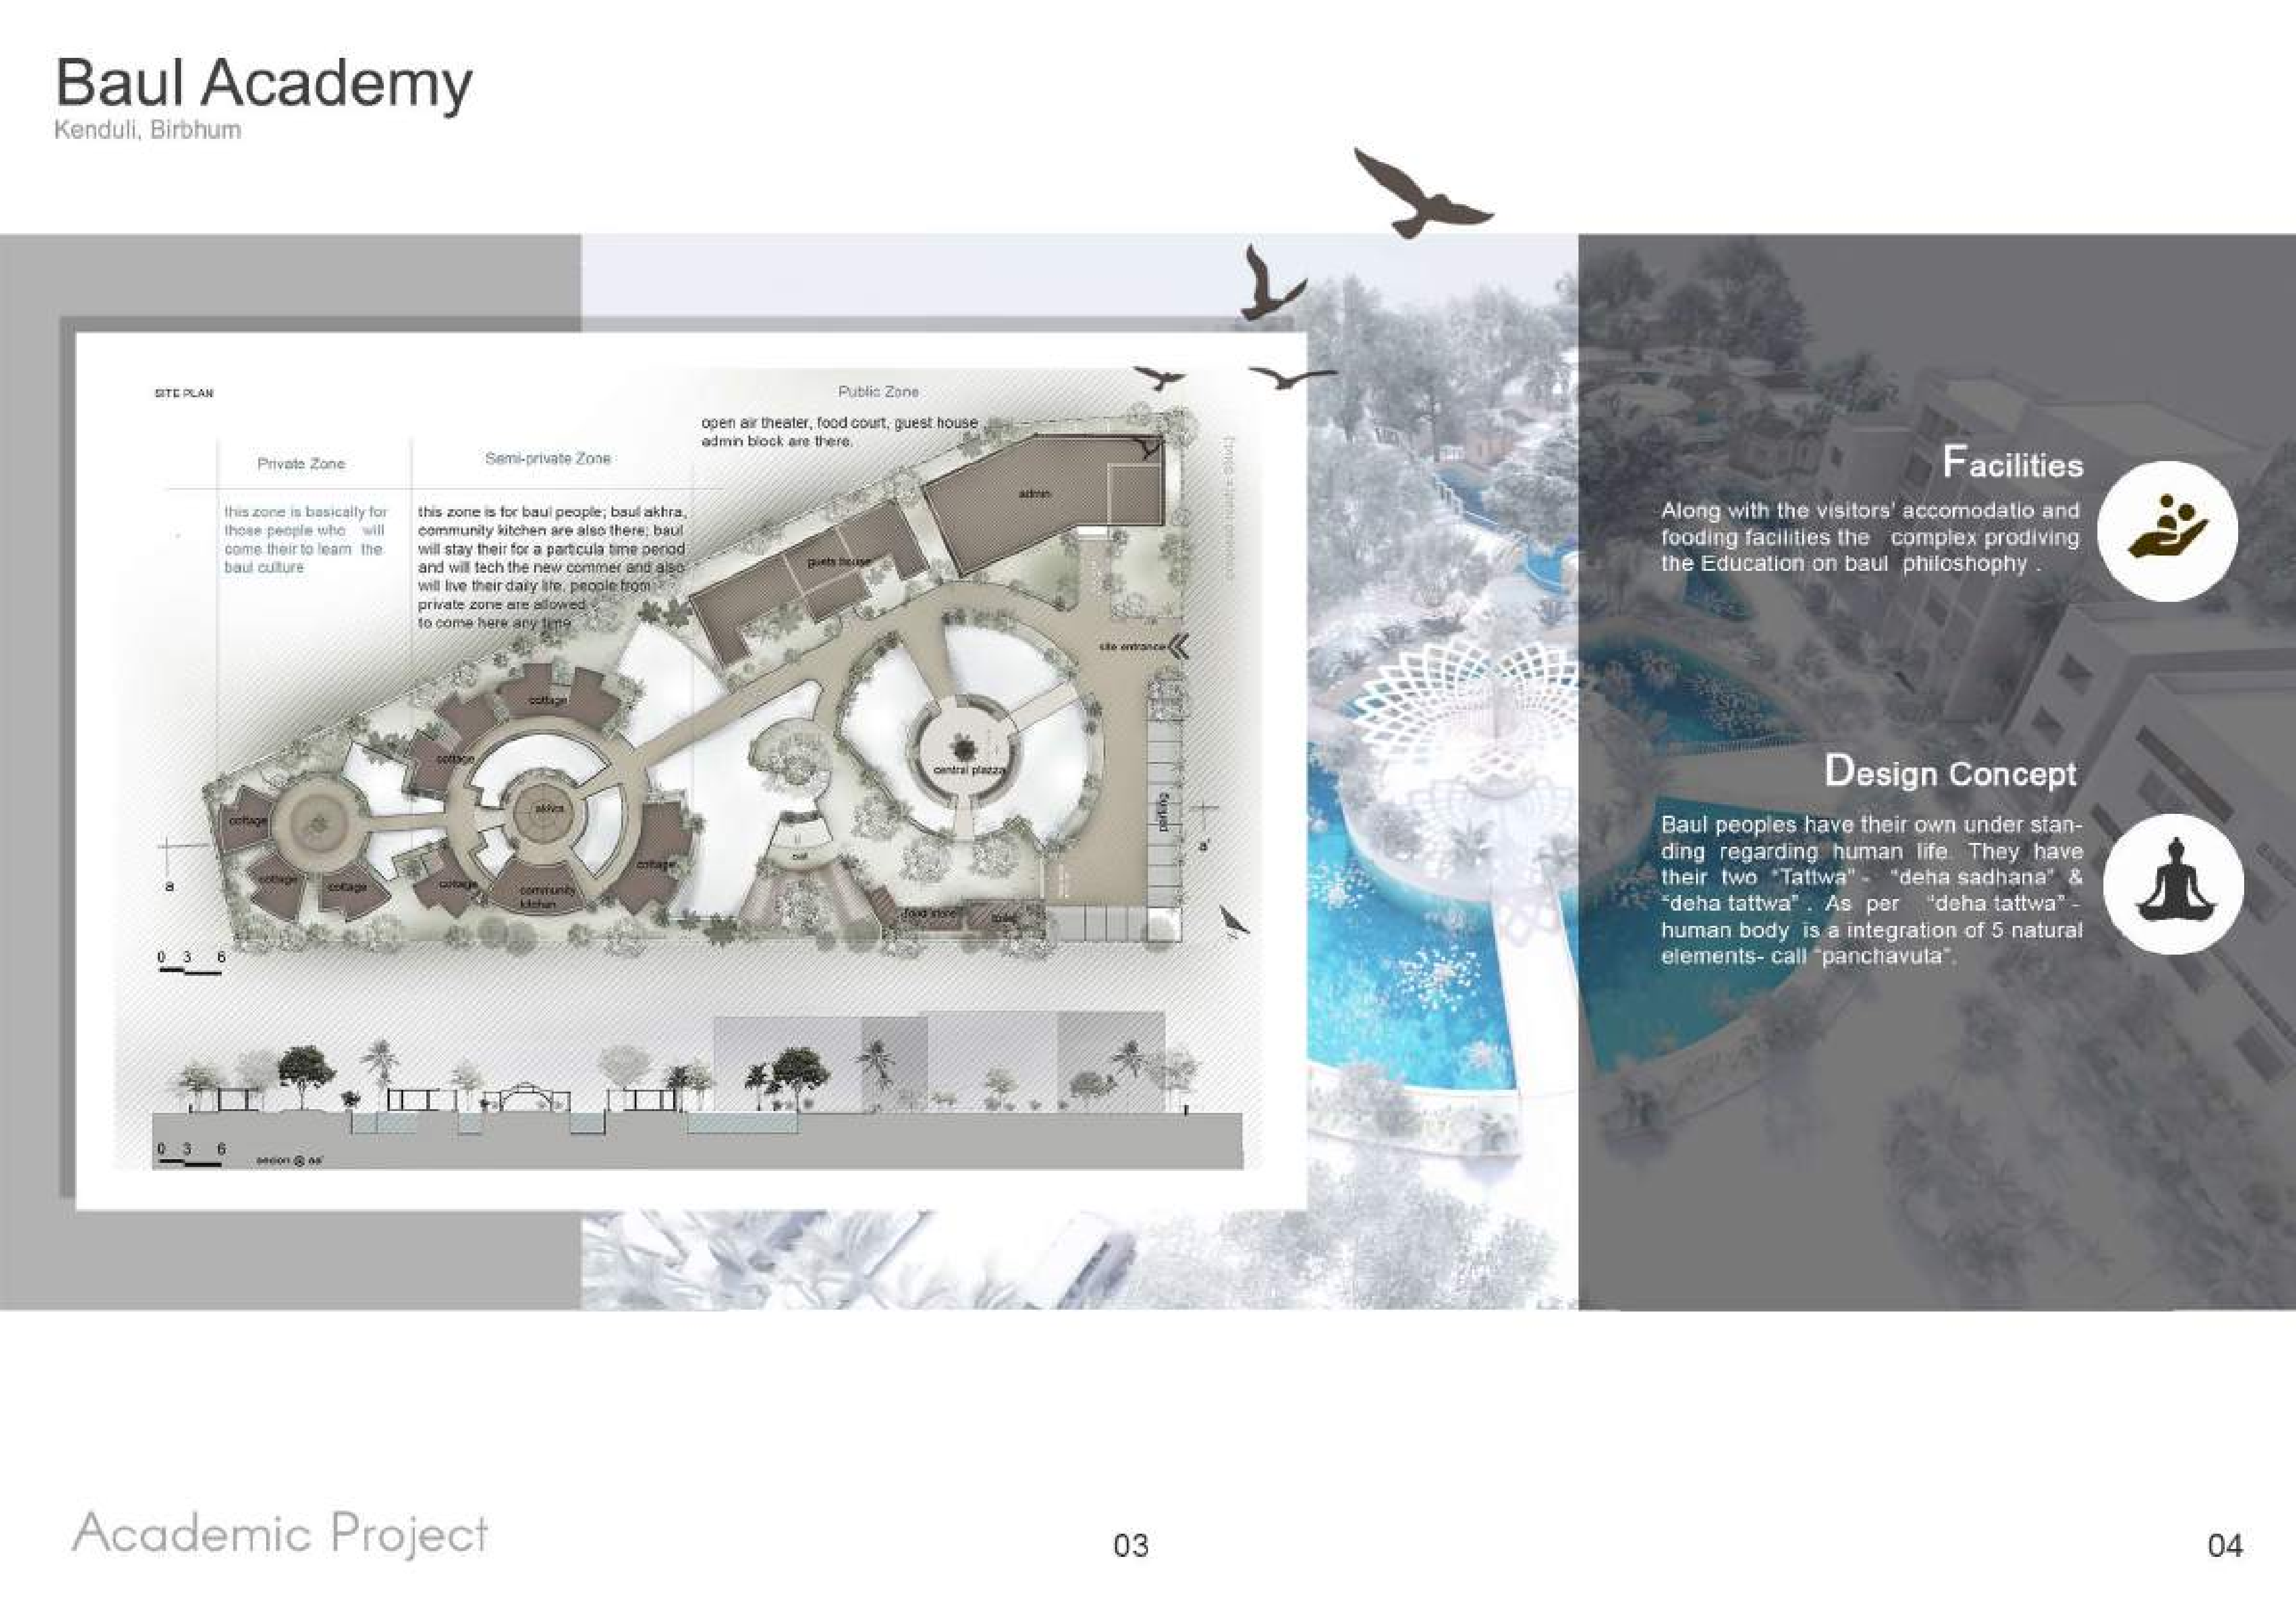 Baul Academy
Kenduli, Birbhum
SITE PLAN
Public Zone
open air theater, food court, guest house
admin block are there.
Private Zone
Semi-private Zone
this zone is basically for
those people who will
come their to learn the
baul culture
this zone is for baul people; baul akhra,
community kitchen are also there; baul
will stay their for a particula time period
and will tech the new commer and also
will live their daily life. people from
private zone are allowed
to come here any time
admin
guets house
site entrance
cottage
cottage
central plazza
akhra
cottage
parking
a'
cottage
cottage
cottage
cottage
community
kitchen
a
food store
toilet
0 3 6
0 3 6
secion @ aa'
Facilities
Along with the visitors' accomodatio and
fooding facilities the complex prodiving
the Education on baul philoshophy .
Design Concept
Baul peoples have their own under stan-
ding regarding human life. They have
their two "Tattwa" - "deha sadhana" &
"deha tattwa" . As per "deha tattwa" -
human body is a integration of 5 natural
elements- call "panchavuta".
Academic Project
03
04